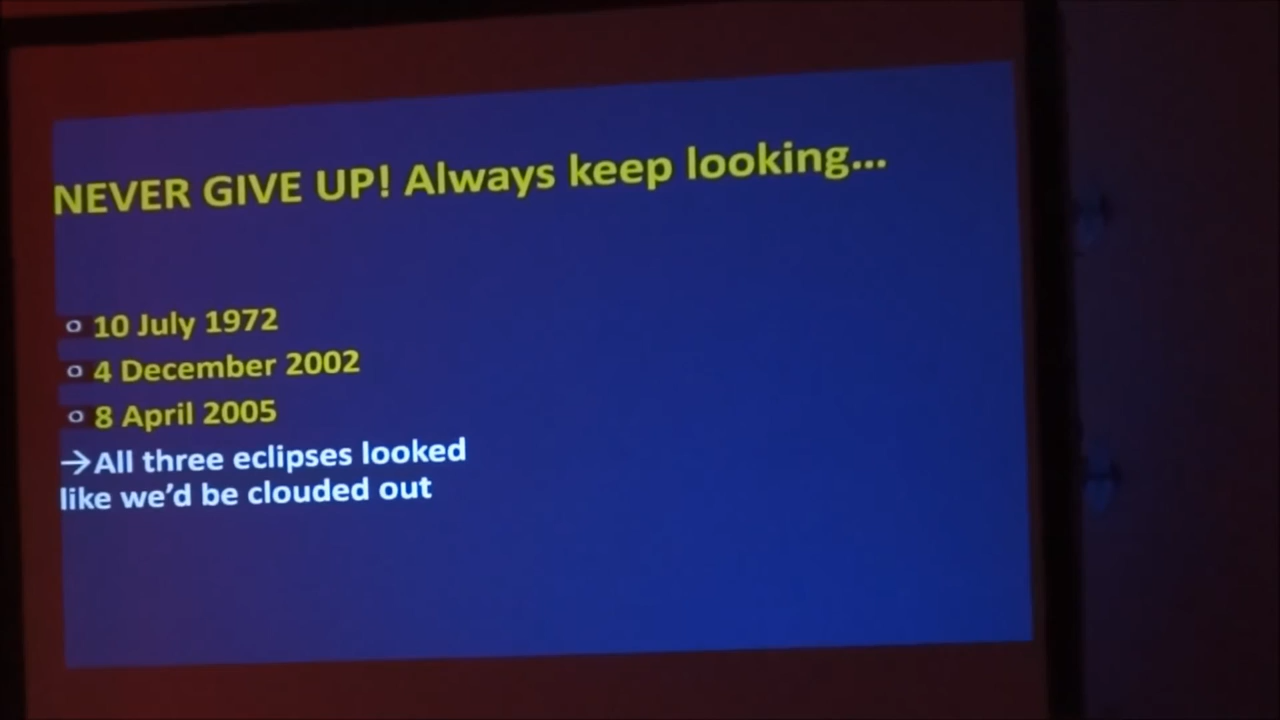 NEVER GIVE UP! Always keep looking...
o 10 July 1972
o 4 December 2002
o 8 April 2005
→All three eclipses looked
like we’d be clouded out